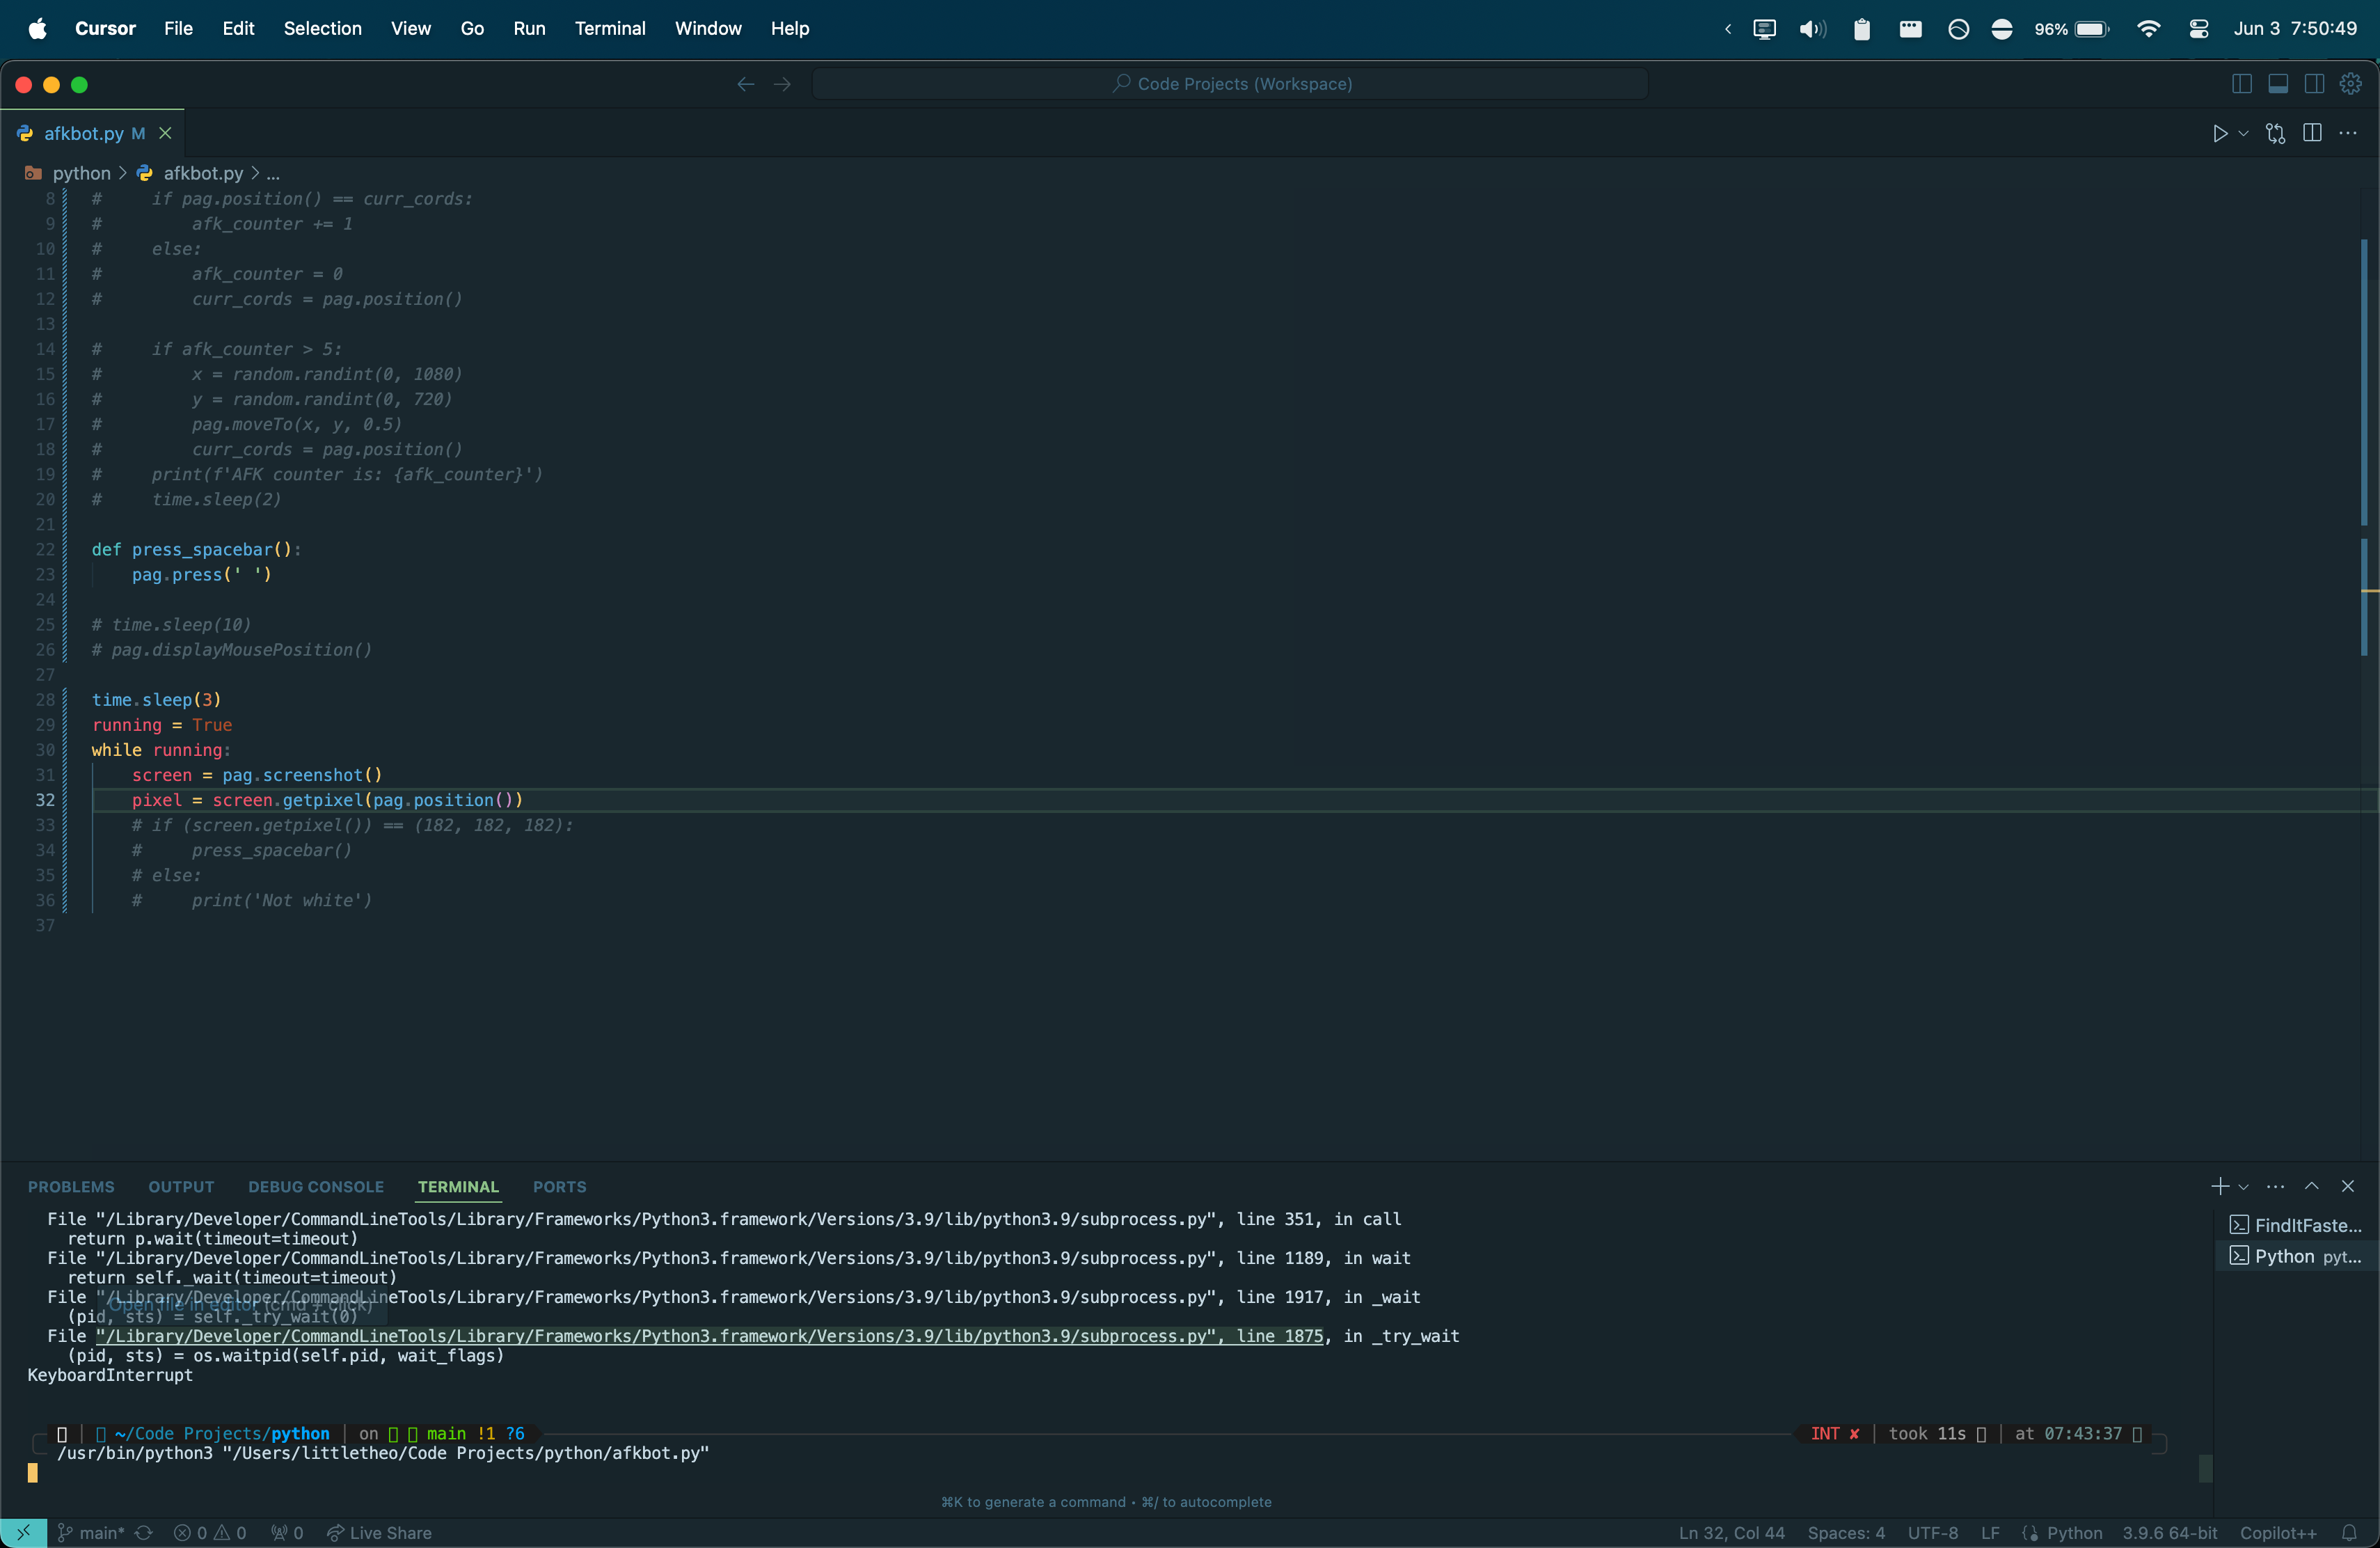 Cursor File Edit Selection View Go Run Terminal Window Help 96% Jun 3 7:50:49
Code Projects (Workspace)
afkbot.py M
python > afkbot.py > ...
8 #     if pag.position() == curr_cords:
9 #         afk_counter += 1
10 #     else:
11 #         afk_counter = 0
12 #         curr_cords = pag.position()
13
14 #     if afk_counter > 5:
15 #         x = random.randint(0, 1080)
16 #         y = random.randint(0, 720)
17 #         pag.moveTo(x, y, 0.5)
18 #         curr_cords = pag.position()
19 #     print(f'AFK counter is: {afk_counter}')
20 #     time.sleep(2)
21
22 def press_spacebar():
23     pag.press(' ')
24
25 # time.sleep(10)
26 # pag.displayMousePosition()
27
28 time.sleep(3)
29 running = True
30 while running:
31     screen = pag.screenshot()
32     pixel = screen.getpixel(pag.position())
33     # if (screen.getpixel()) == (182, 182, 182):
34     #     press_spacebar()
35     # else:
36     #     print('Not white')
37
PROBLEMS OUTPUT DEBUG CONSOLE TERMINAL PORTS
File "/Library/Developer/CommandLineTools/Library/Frameworks/Python3.framework/Versions/3.9/lib/python3.9/subprocess.py", line 351, in call
return p.wait(timeout=timeout)
File "/Library/Developer/CommandLineTools/Library/Frameworks/Python3.framework/Versions/3.9/lib/python3.9/subprocess.py", line 1189, in wait
return self._wait(timeout=timeout)
File "/Library/Developer/CommandLineTools/Library/Frameworks/Python3.framework/Versions/3.9/lib/python3.9/subprocess.py", line 1917, in _wait
Open file in editor (cmd + click)
(pid, sts) = self._try_wait(0)
File "/Library/Developer/CommandLineTools/Library/Frameworks/Python3.framework/Versions/3.9/lib/python3.9/subprocess.py", line 1875, in _try_wait
(pid, sts) = os.waitpid(self.pid, wait_flags)
KeyboardInterrupt
~/Code Projects/python | on main !1 ?6 INT ✘ | took 11s | at 07:43:37
/usr/bin/python3 "/Users/littletheo/Code Projects/python/afkbot.py"
FindItFaste...
Python pyt...
⌘K to generate a command • ⌘/ to autocomplete
main* 0 0 0 Live Share Ln 32, Col 44 Spaces: 4 UTF-8 LF Python 3.9.6 64-bit Copilot++